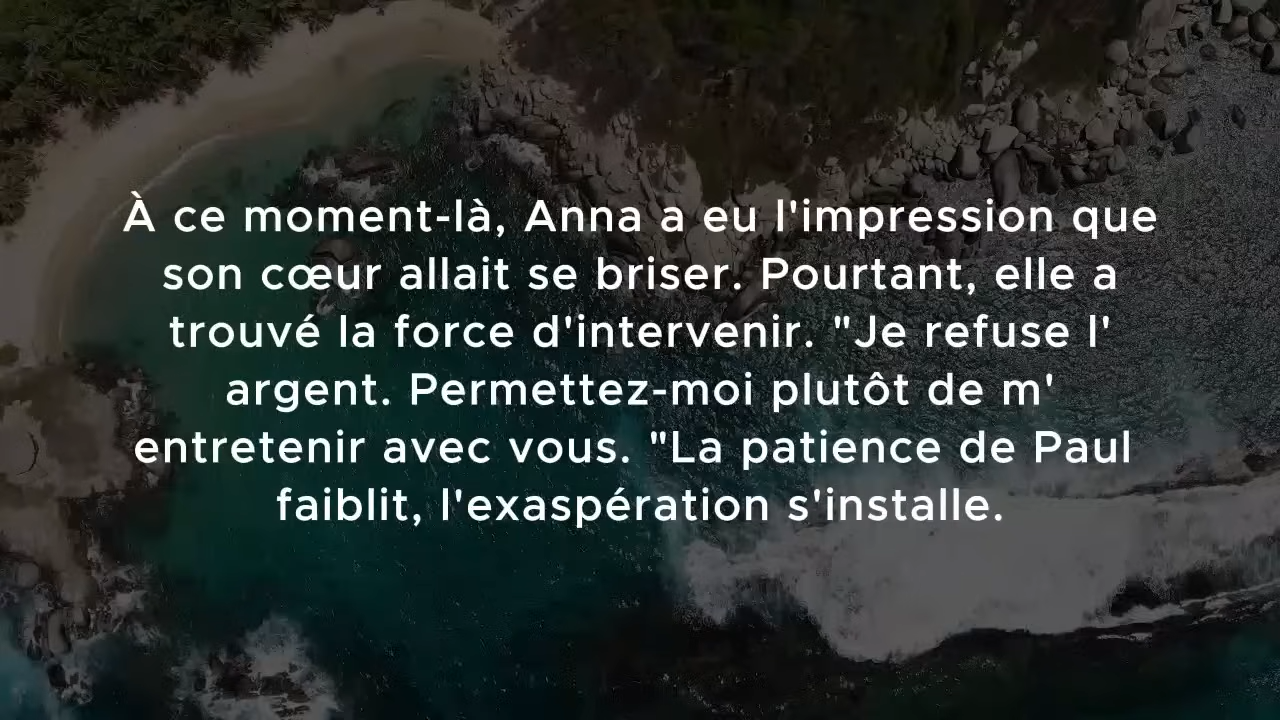 À ce moment-là, Anna a eu l'impression que
son cœur allait se briser. Pourtant, elle a
trouvé la force d'intervenir. "Je refuse l'
argent. Permettez-moi plutôt de m'
entretenir avec vous. "La patience de Paul
faiblit, l'exaspération s'installe.